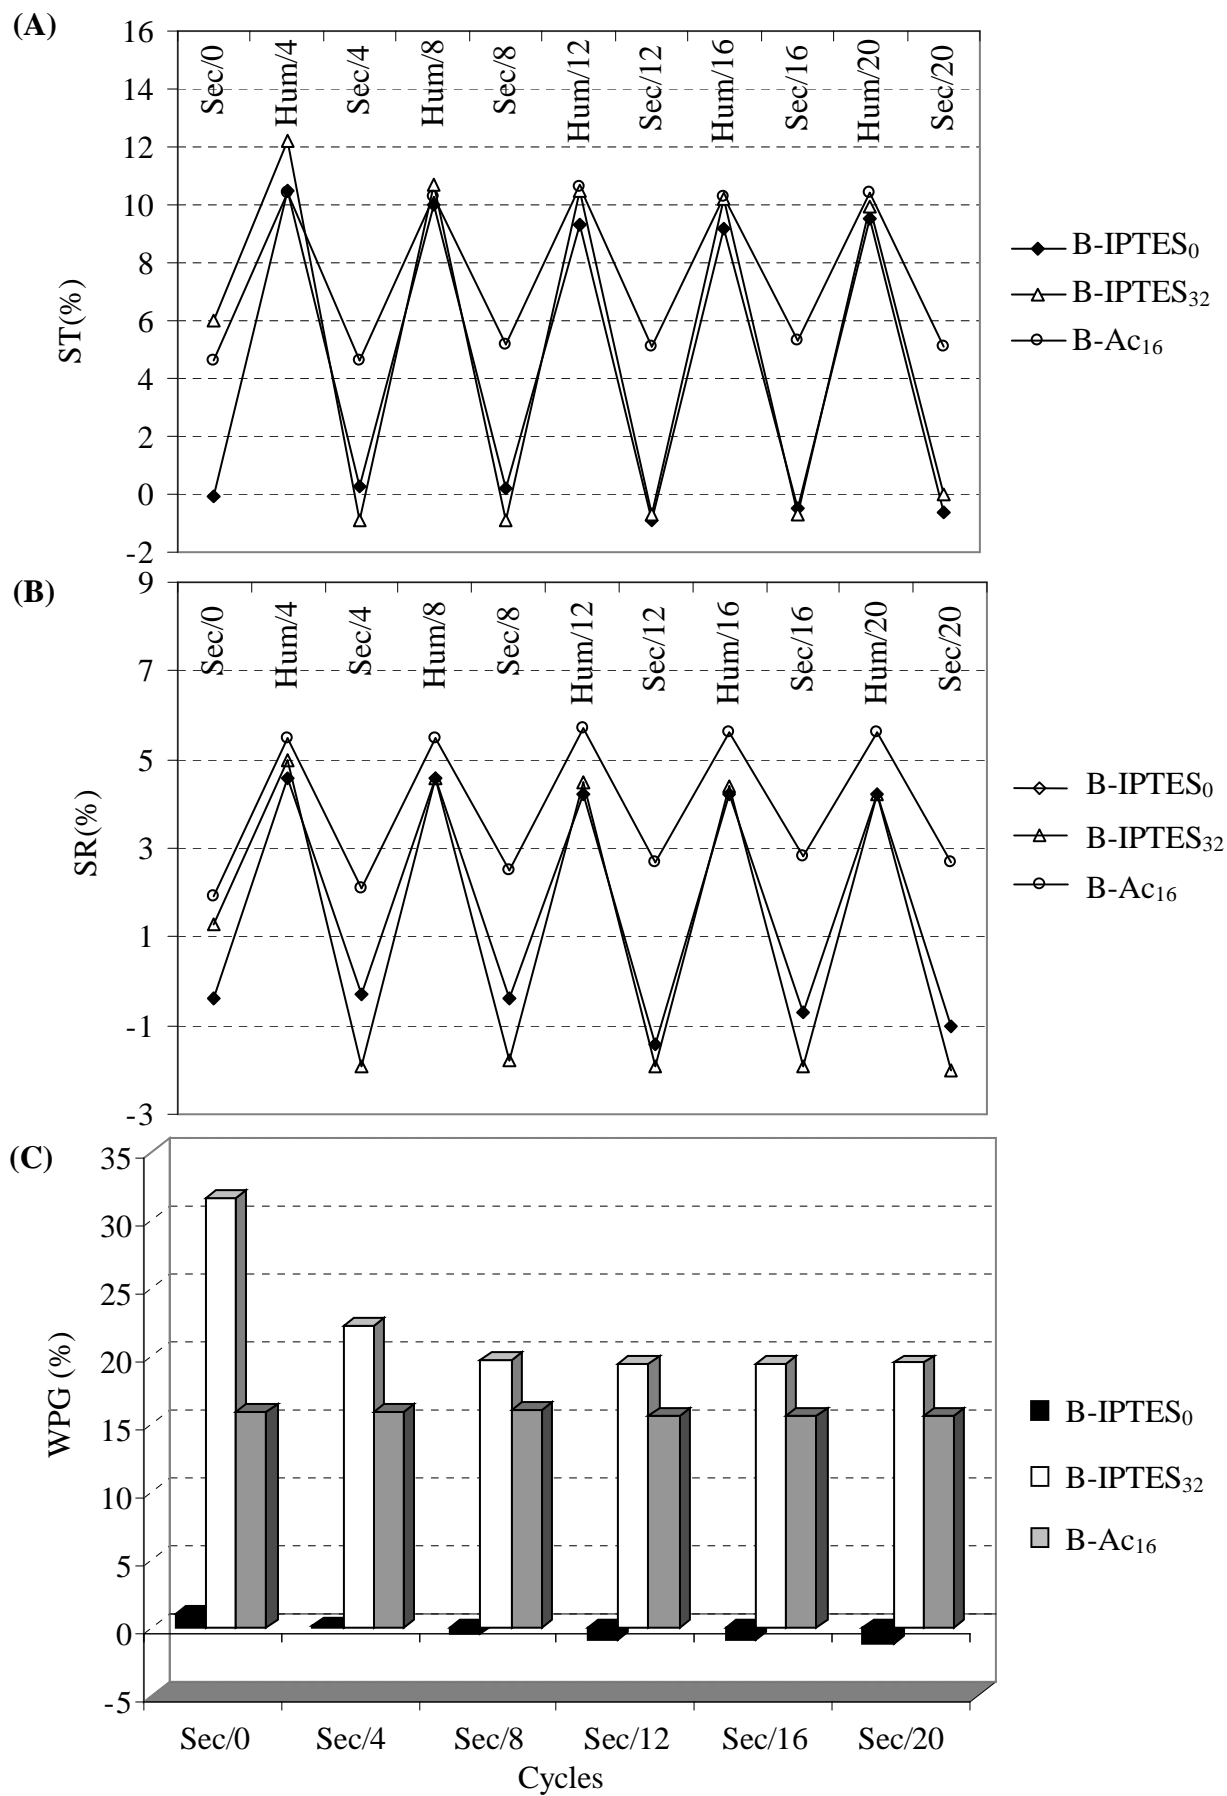 (A)
16
14
12
10
8
6
4
2
0
-2
ST(%)
Sec/0
Hum/4
Sec/4
Hum/8
Sec/8
Hum/12
Sec/12
Hum/16
Sec/16
Hum/20
Sec/20
B-IPTES₀
B-IPTES₃₂
B-Ac₁₆
(B)
9
7
5
3
1
-1
-3
SR(%)
Sec/0
Hum/4
Sec/4
Hum/8
Sec/8
Hum/12
Sec/12
Hum/16
Sec/16
Hum/20
Sec/20
B-IPTES₀
B-IPTES₃₂
B-Ac₁₆
(C)
35
30
25
20
15
10
5
0
-5
WPG (%)
B-IPTES₀
B-IPTES₃₂
B-Ac₁₆
Sec/0 Sec/4 Sec/8 Sec/12 Sec/16 Sec/20
Cycles